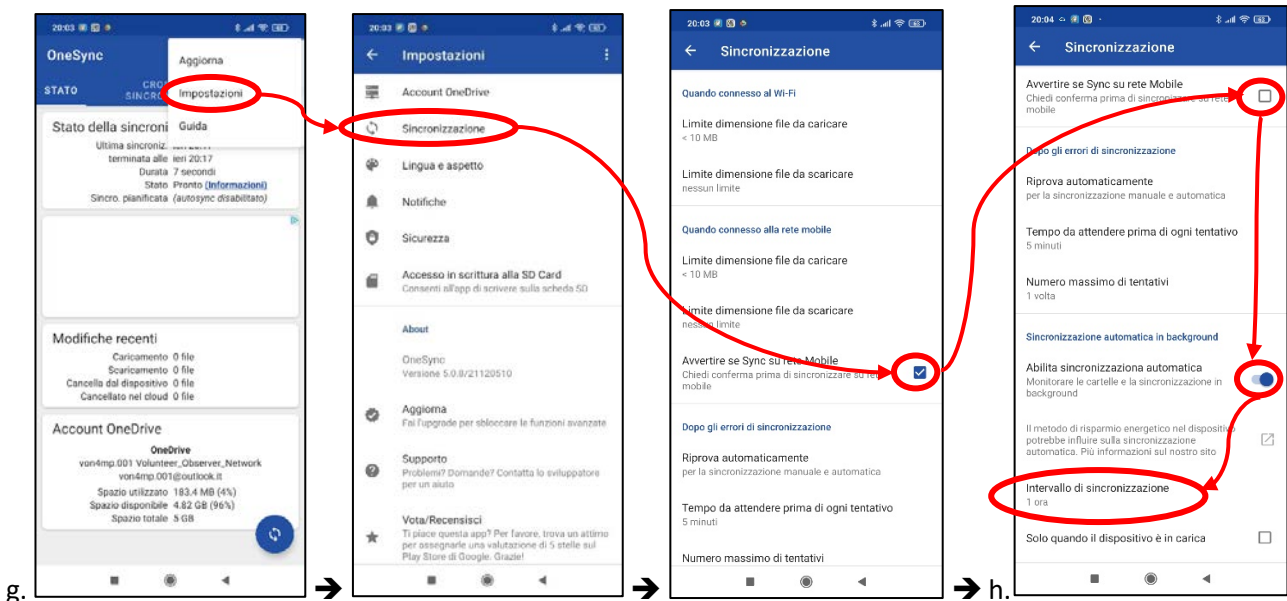 g.
20:03
OneSync
Aggiorna
Impostazioni
Guida
STATO
SINCRO
Stato della sincroni
Ultima sincroniz.
terminata alle ieri 20:17
Durata 7 secondi
Stato Pronto (Informazioni)
Sincro. pianificata (autosync disabilitato)
Modifiche recenti
Caricamento 0 file
Scaricamento 0 file
Cancella dal dispositivo 0 file
Cancellato nel cloud 0 file
Account OneDrive
OneDrive
von4mp.001 Volunteer_Observer_Network
von4mp.001@outlook.it
Spazio utilizzato 183.4 MB (4%)
Spazio disponibile 4.82 GB (96%)
Spazio totale 5 GB
➔
20:03
Impostazioni
Account OneDrive
Sincronizzazione
Lingua e aspetto
Notifiche
Sicurezza
Accesso in scrittura alla SD Card
Consenti all'app di scrivere sulla scheda SD
About
OneSync
Versione 5.0.8/21120510
Aggiorna
Fai l'upgrade per sbloccare le funzioni avanzate
Supporto
Problemi? Domande? Contatta lo sviluppatore
per un aiuto
Vota/Recensisci
Ti piace questa app? Per favore, trova un attimo
per assegnarle una valutazione di 5 stelle sul
Play Store di Google. Grazie!
➔
20:03
Sincronizzazione
Quando connesso al Wi-Fi
Limite dimensione file da caricare
< 10 MB
Limite dimensione file da scaricare
nessun limite
Quando connesso alla rete mobile
Limite dimensione file da caricare
< 10 MB
Limite dimensione file da scaricare
nessun limite
Avvertire se Sync su rete Mobile
Chiedi conferma prima di sincronizzare su rete
mobile
Dopo gli errori di sincronizzazione
Riprova automaticamente
per la sincronizzazione manuale e automatica
Tempo da attendere prima di ogni tentativo
5 minuti
Numero massimo di tentativi
➔ h.
20:04
Sincronizzazione
Avvertire se Sync su rete Mobile
Chiedi conferma prima di sincronizzare su rete
mobile
Dopo gli errori di sincronizzazione
Riprova automaticamente
per la sincronizzazione manuale e automatica
Tempo da attendere prima di ogni tentativo
5 minuti
Numero massimo di tentativi
1 volta
Sincronizzazione automatica in background
Abilita sincronizzaziona automatica
Monitorare le cartelle e la sincronizzazione in
background
Il metodo di risparmio energetico nel dispositivo
potrebbe influire sulla sincronizzazione
automatica. Più informazioni sul nostro sito
Intervallo di sincronizzazione
1 ora
Solo quando il dispositivo è in carica